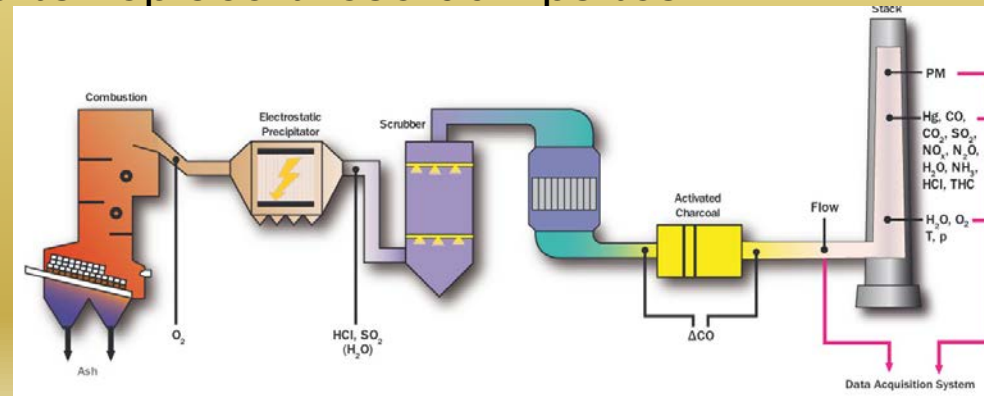 Stack
Combustion
Electrostatic
Precipitator
Scrubber
Activated
Charcoal
Flow
PM
Hg, CO,
CO₂, SO₂,
NOₓ, N₂O,
H₂O, NH₃,
HCl, THC
H₂O, O₂
T, p
O₂
HCl, SO₂
(H₂O)
ΔCO
Ash
Data Acquisition System